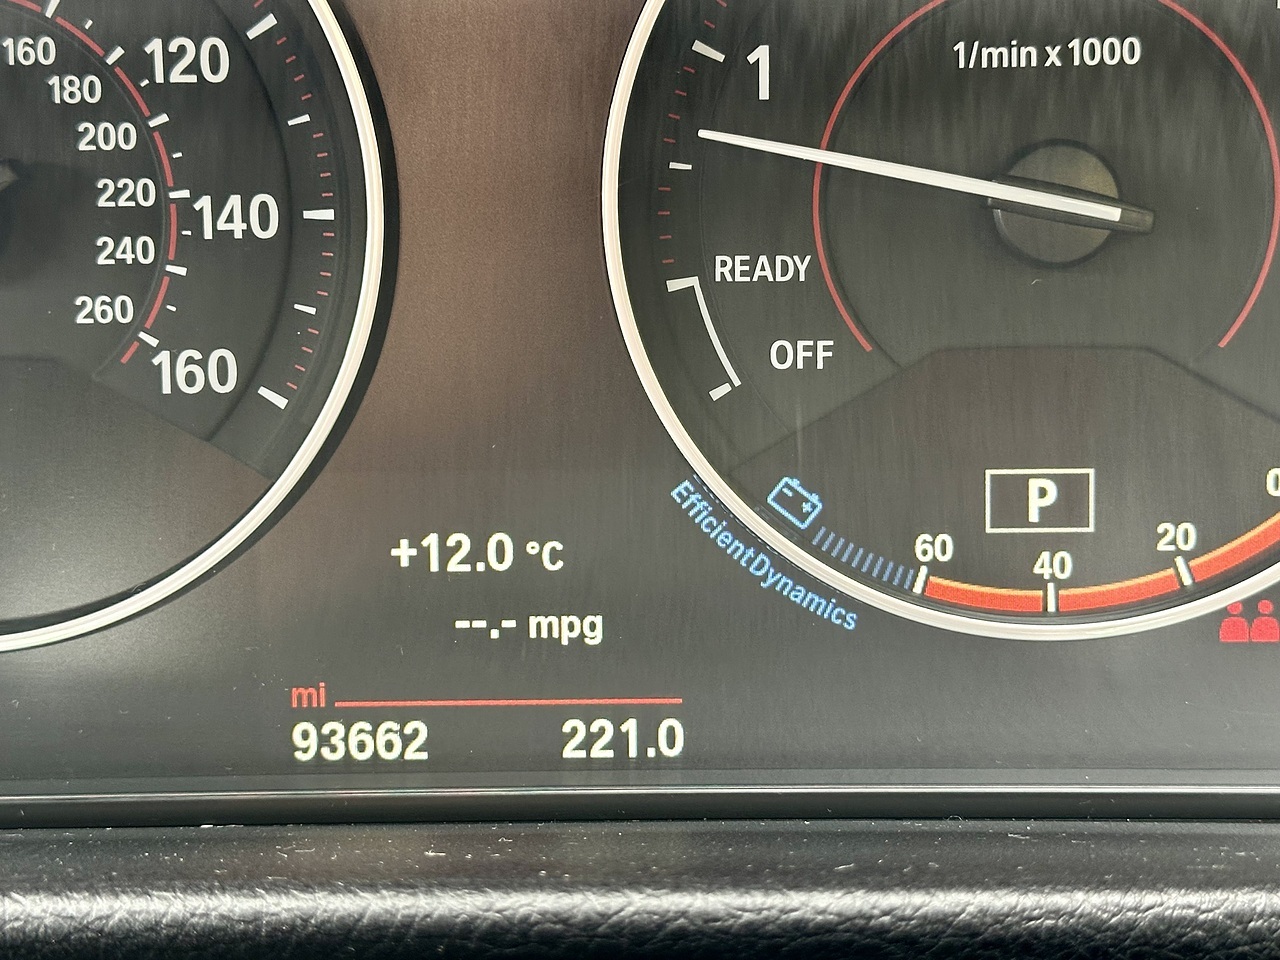 120
160
180
200
220
240
260
140
160
1
1/min x 1000
READY
OFF
P
EfficientDynamics
60
40
20
0
+12.0 °C
--.- mpg
mi
93662 221.0